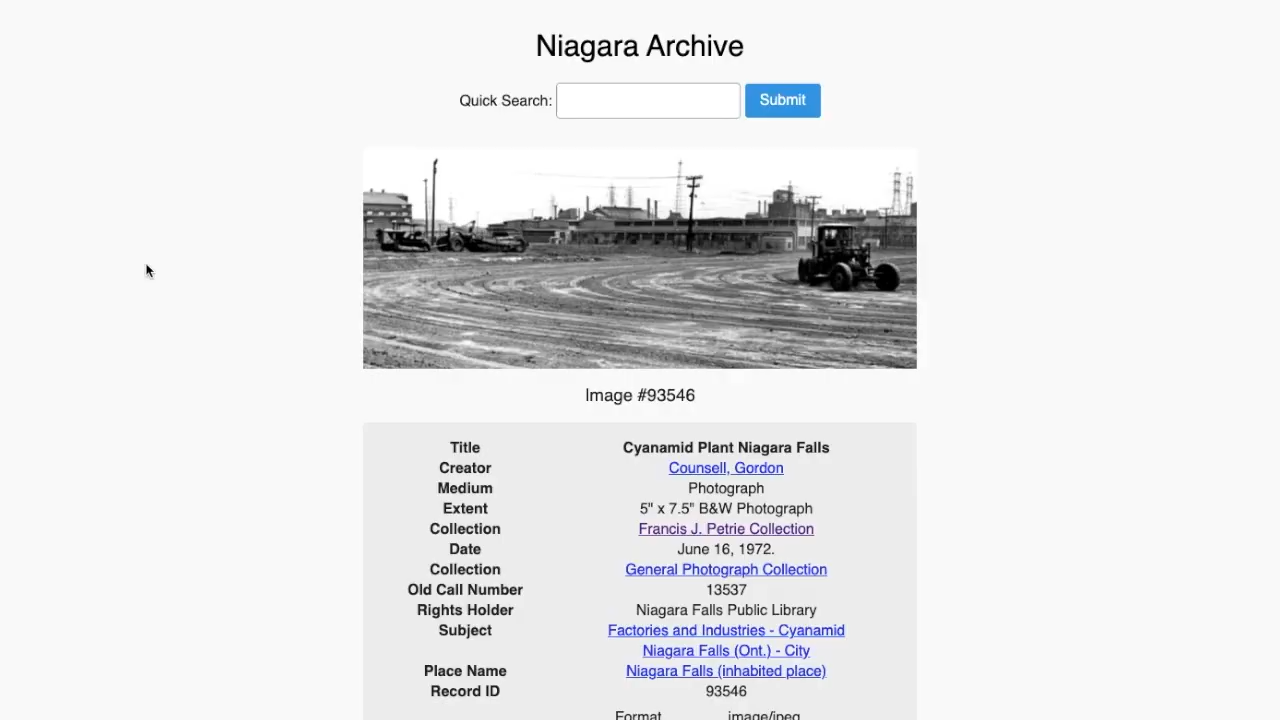 Niagara Archive
Quick Search: Submit
Image #93546
Title Cyanamid Plant Niagara Falls
Creator Counsell, Gordon
Medium Photograph
Extent 5" x 7.5" B&W Photograph
Collection Francis J. Petrie Collection
Date June 16, 1972.
Collection General Photograph Collection
Old Call Number 13537
Rights Holder Niagara Falls Public Library
Subject Factories and Industries - Cyanamid
Niagara Falls (Ont.) - City
Place Name Niagara Falls (inhabited place)
Record ID 93546
Format image/jpeg